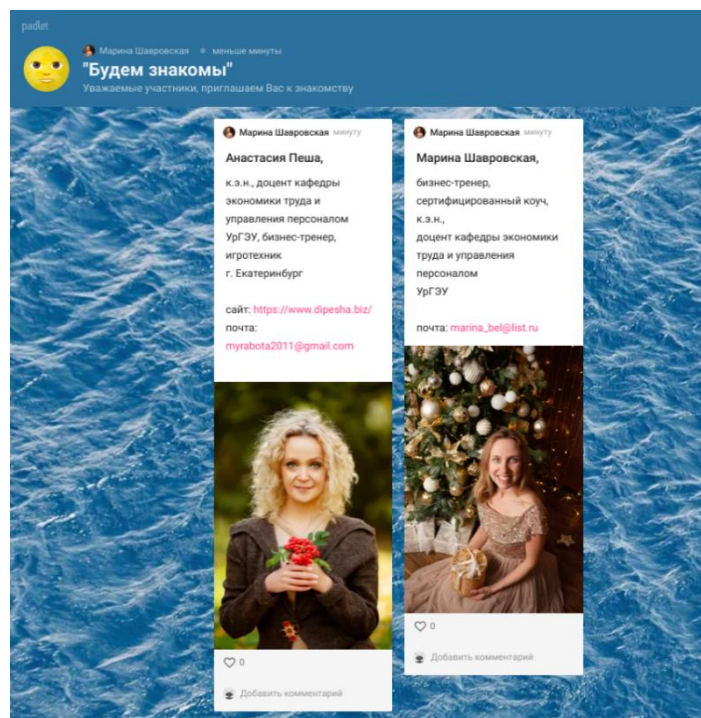 padlet
Марина Шавровская меньше минуты
"Будем знакомы"
Уважаемые участники, приглашаем Вас к знакомству
Марина Шавровская минуту
Анастасия Пеша,
к.э.н., доцент кафедры
экономики труда и
управления персоналом
УрГЭУ, бизнес-тренер,
игротехник
г. Екатеринбург
сайт: https://www.dipesha.biz/
почта:
myrabota2011@gmail.com
0
Добавить комментарий
Марина Шавровская минуту
Марина Шавровская,
бизнес-тренер,
сертифицированный коуч,
к.э.н.,
доцент кафедры экономики
труда и управления
персоналом
УрГЭУ
почта: marina_bel@list.ru
0
Добавить комментарий